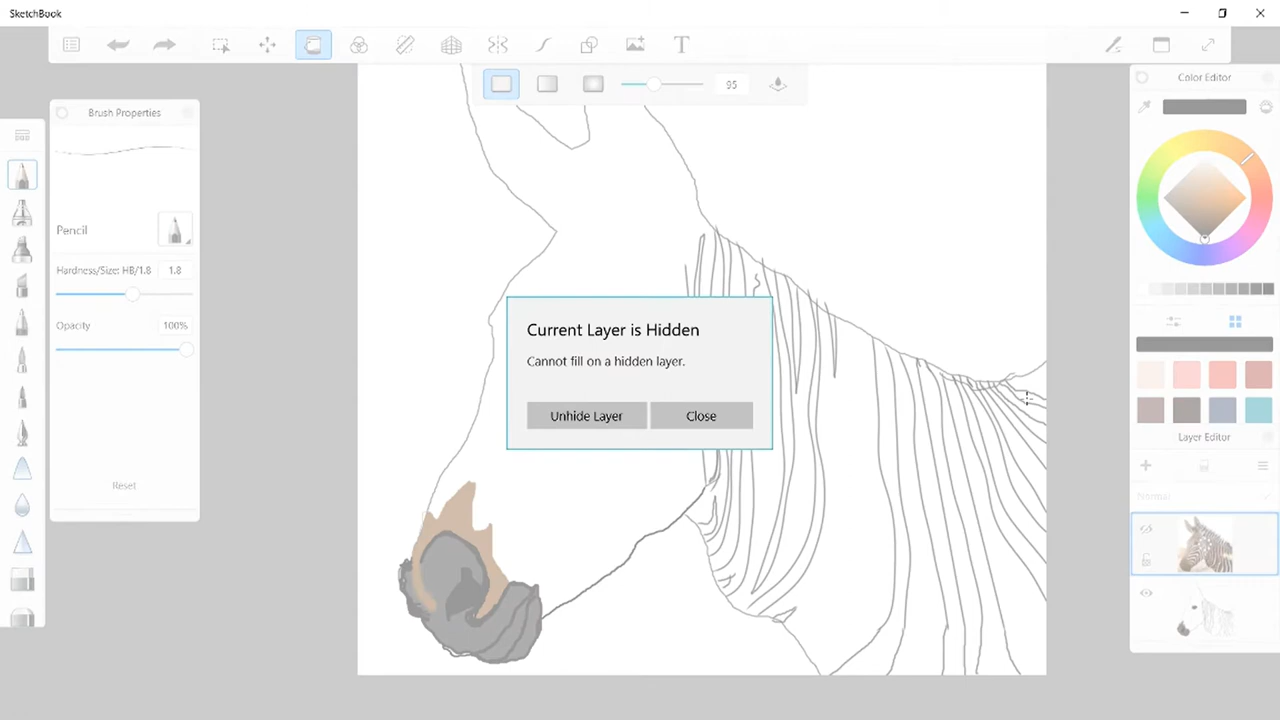 SketchBook
T
95
Brush Properties
Color Editor
Pencil
Hardness/Size: HB/1.8 1.8
Opacity 100%
Reset
Current Layer is Hidden
Cannot fill on a hidden layer.
Unhide Layer Close
Layer Editor
Normal